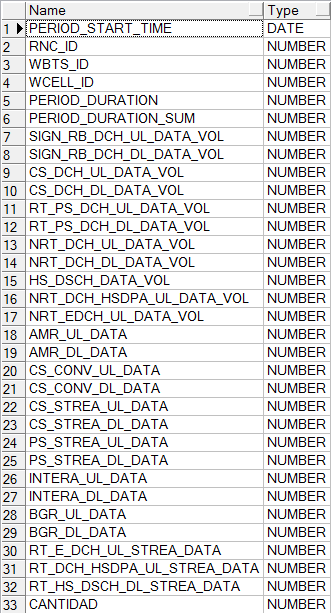 Name Type
1 PERIOD_START_TIME DATE
2 RNC_ID NUMBER
3 WBTS_ID NUMBER
4 WCELL_ID NUMBER
5 PERIOD_DURATION NUMBER
6 PERIOD_DURATION_SUM NUMBER
7 SIGN_RB_DCH_UL_DATA_VOL NUMBER
8 SIGN_RB_DCH_DL_DATA_VOL NUMBER
9 CS_DCH_UL_DATA_VOL NUMBER
10 CS_DCH_DL_DATA_VOL NUMBER
11 RT_PS_DCH_UL_DATA_VOL NUMBER
12 RT_PS_DCH_DL_DATA_VOL NUMBER
13 NRT_DCH_UL_DATA_VOL NUMBER
14 NRT_DCH_DL_DATA_VOL NUMBER
15 HS_DSCH_DATA_VOL NUMBER
16 NRT_DCH_HSDPA_UL_DATA_VOL NUMBER
17 NRT_EDCH_UL_DATA_VOL NUMBER
18 AMR_UL_DATA NUMBER
19 AMR_DL_DATA NUMBER
20 CS_CONV_UL_DATA NUMBER
21 CS_CONV_DL_DATA NUMBER
22 CS_STREA_UL_DATA NUMBER
23 CS_STREA_DL_DATA NUMBER
24 PS_STREA_UL_DATA NUMBER
25 PS_STREA_DL_DATA NUMBER
26 INTERA_UL_DATA NUMBER
27 INTERA_DL_DATA NUMBER
28 BGR_UL_DATA NUMBER
29 BGR_DL_DATA NUMBER
30 RT_E_DCH_UL_STREA_DATA NUMBER
31 RT_DCH_HSDPA_UL_STREA_DATA NUMBER
32 RT_HS_DSCH_DL_STREA_DATA NUMBER
33 CANTIDAD NUMBER